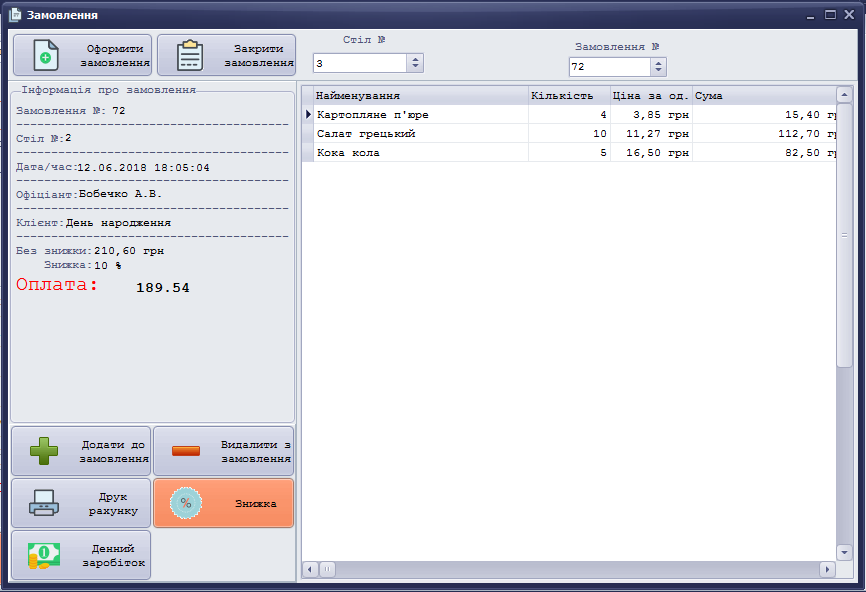 Замовлення
Оформити замовлення
Закрити замовлення
Стіл №
3
Замовлення №
72
Інформація про замовлення
Замовлення №: 72
Стіл №:2
Дата/час:12.06.2018 18:05:04
Офіціант:Бобечко А.В.
Клієнт:День народження
Без знижки:210,60 грн
Знижка:10 %
Оплата: 189.54
Найменування Кількість Ціна за од. Сума
Картопляне п'юре 4 3,85 грн 15,40 гр
Салат грецький 10 11,27 грн 112,70 гр
Кока кола 5 16,50 грн 82,50 гр
Додати до замовлення
Видалити з замовлення
Друк рахунку
% Знижка
Денний заробіток